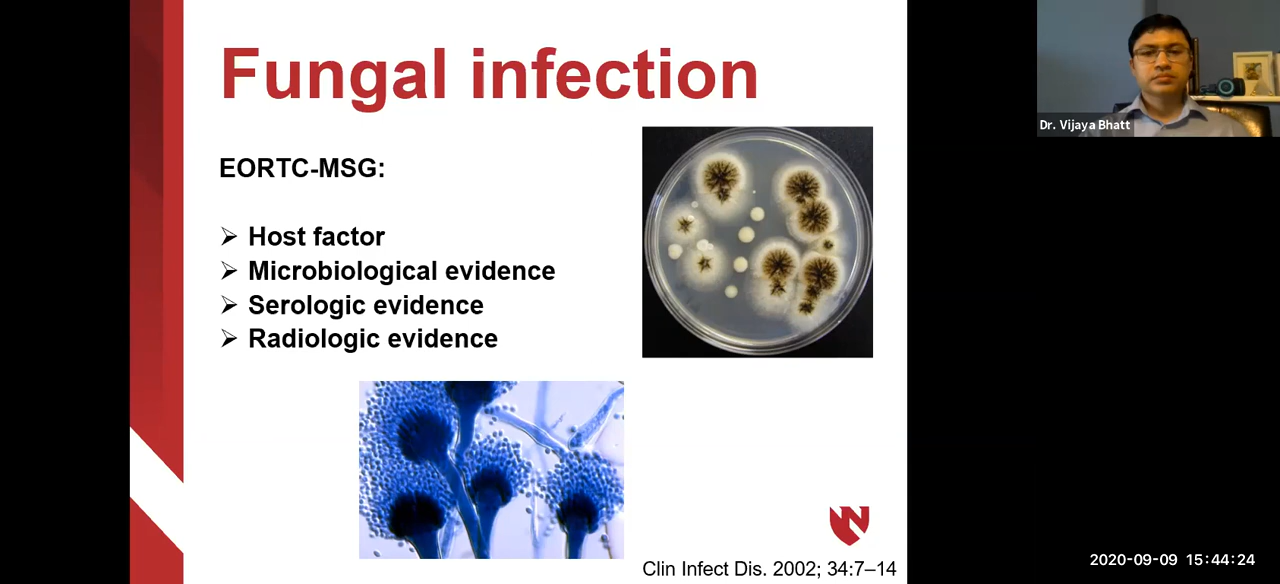 Fungal infection
EORTC-MSG:
➢ Host factor
➢ Microbiological evidence
➢ Serologic evidence
➢ Radiologic evidence
Clin Infect Dis. 2002; 34:7–14
Dr. Vijaya Bhatt
2020-09-09 15:44:24